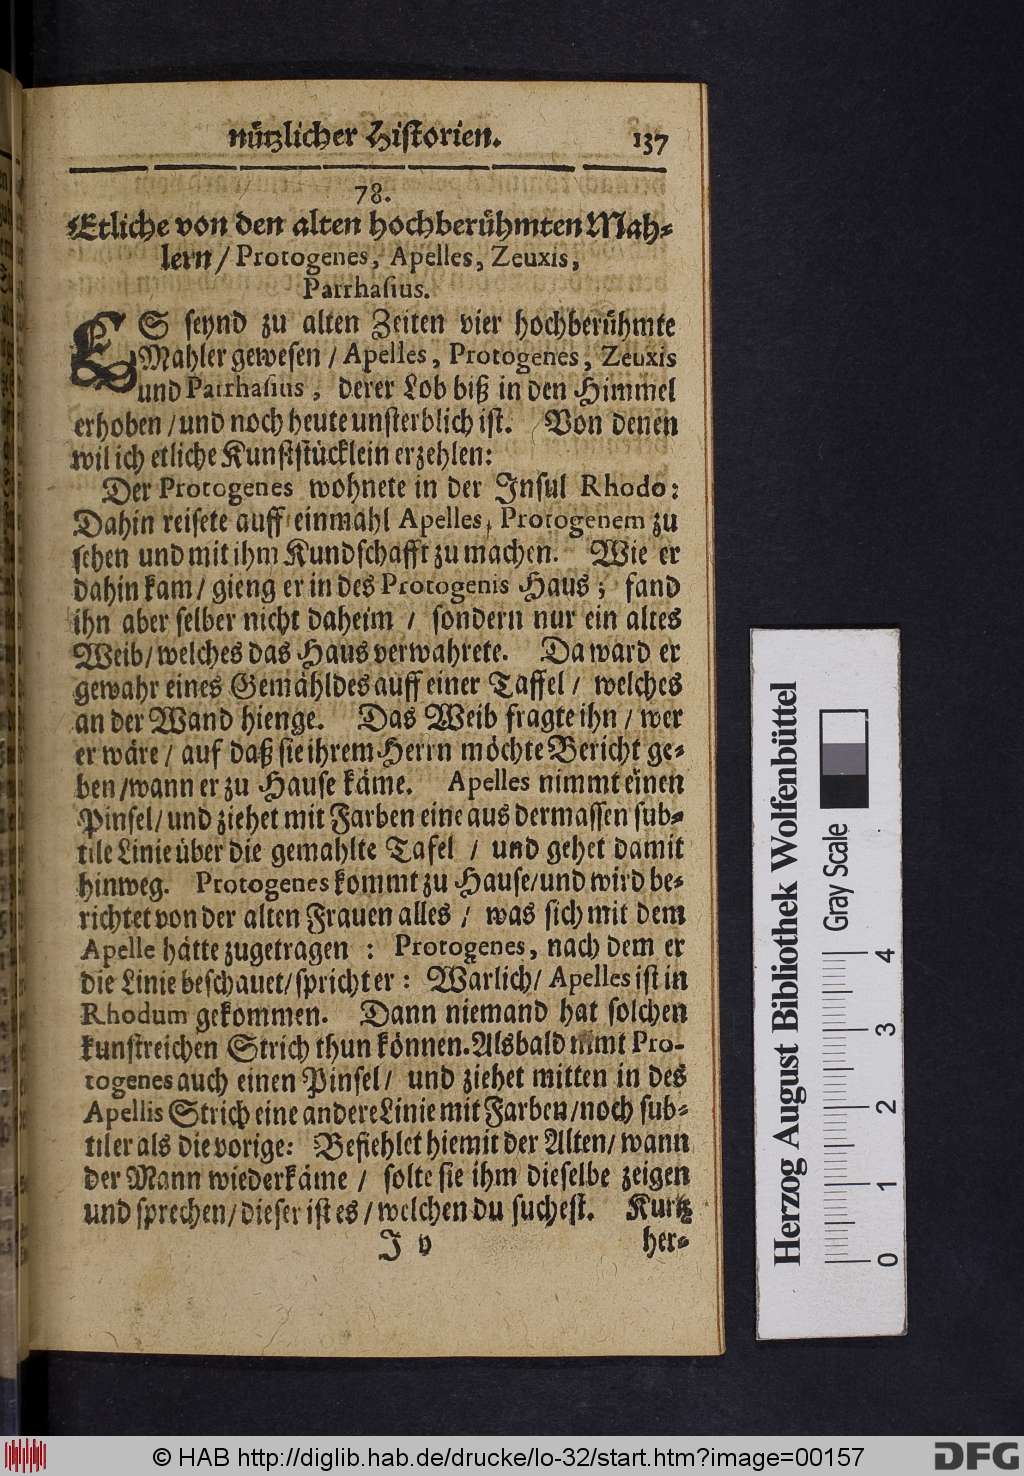 nützlicher Historien. 137
78.
Etliche von den alten hochberühmten Mah-
lern / Protogenes, Apelles, Zeuxis,
Parrhasius.
ES seynd zu alten Zeiten vier hochberühmte
Mahler gewesen / Apelles, Protogenes, Zeuxis
und Parrhasius, derer Lob biß in den Himmel
erhoben / und noch heute unsterblich ist. Von denen
wil ich etliche Kunststücklein erzehlen:
Der Protogenes wohnete in der Insul Rhodo:
Dahin reisete auff einmahl Apelles, Protogenem zu
sehen und mit ihm Kundschafft zu machen. Wie er
dahin kam / gieng er in des Protogenis Haus; fand
ihn aber selber nicht daheim / sondern nur ein altes
Weib / welches das Haus verwahrete. Da ward er
gewahr eines Gemähldes auff einer Taffel / welches
an der Wand hienge. Das Weib fragte ihn / wer
er wäre / auf daß sie ihrem Herrn möchte Bericht ge-
ben / wann er zu Hause käme. Apelles nimmt einen
Pinsel / und ziehet mit Farben eine aus dermassen sub-
tile Linie über die gemahlte Tafel / und gehet damit
hinweg. Protogenes kommt zu Hause / und wird be-
richtet von der alten Frauen alles / was sich mit dem
Apelle hätte zugetragen : Protogenes, nach dem er
die Linie beschauet / spricht er : Warlich / Apelles ist in
Rhodum gekommen. Dann niemand hat solchen
kunstreichen Strich thun können. Alsbald nimt Pro-
togenes auch einen Pinsel / und ziehet mitten in des
Apellis Strich eine andere Linie mit Farben / noch sub-
tiler als die vorige: Befiehlet hiemit der Alten / wann
der Mann wiederkäme / solte sie ihm dieselbe zeigen
und sprechen / dieser ist es / welchen du suchest. Kurtz
J v her-
Herzog August Bibliothek Wolfenbüttel
Gray Scale
0 1 2 3 4
© HAB http://diglib.hab.de/drucke/lo-32/start.htm?image=00157
DFG